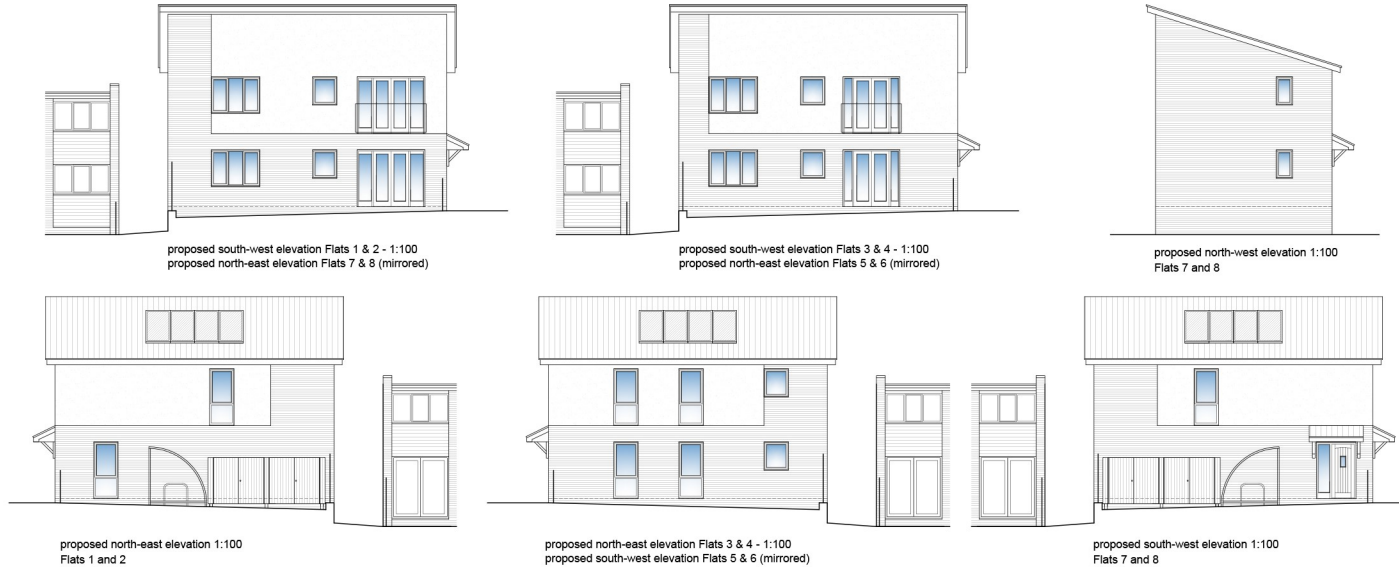 proposed south-west elevation Flats 1 & 2 - 1:100
proposed north-east elevation Flats 7 & 8 (mirrored)
proposed south-west elevation Flats 3 & 4 - 1:100
proposed north-east elevation Flats 5 & 6 (mirrored)
proposed north-west elevation 1:100
Flats 7 and 8
proposed north-east elevation 1:100
Flats 1 and 2
proposed north-east elevation Flats 3 & 4 - 1:100
proposed south-west elevation Flats 5 & 6 (mirrored)
proposed south-west elevation 1:100
Flats 7 and 8